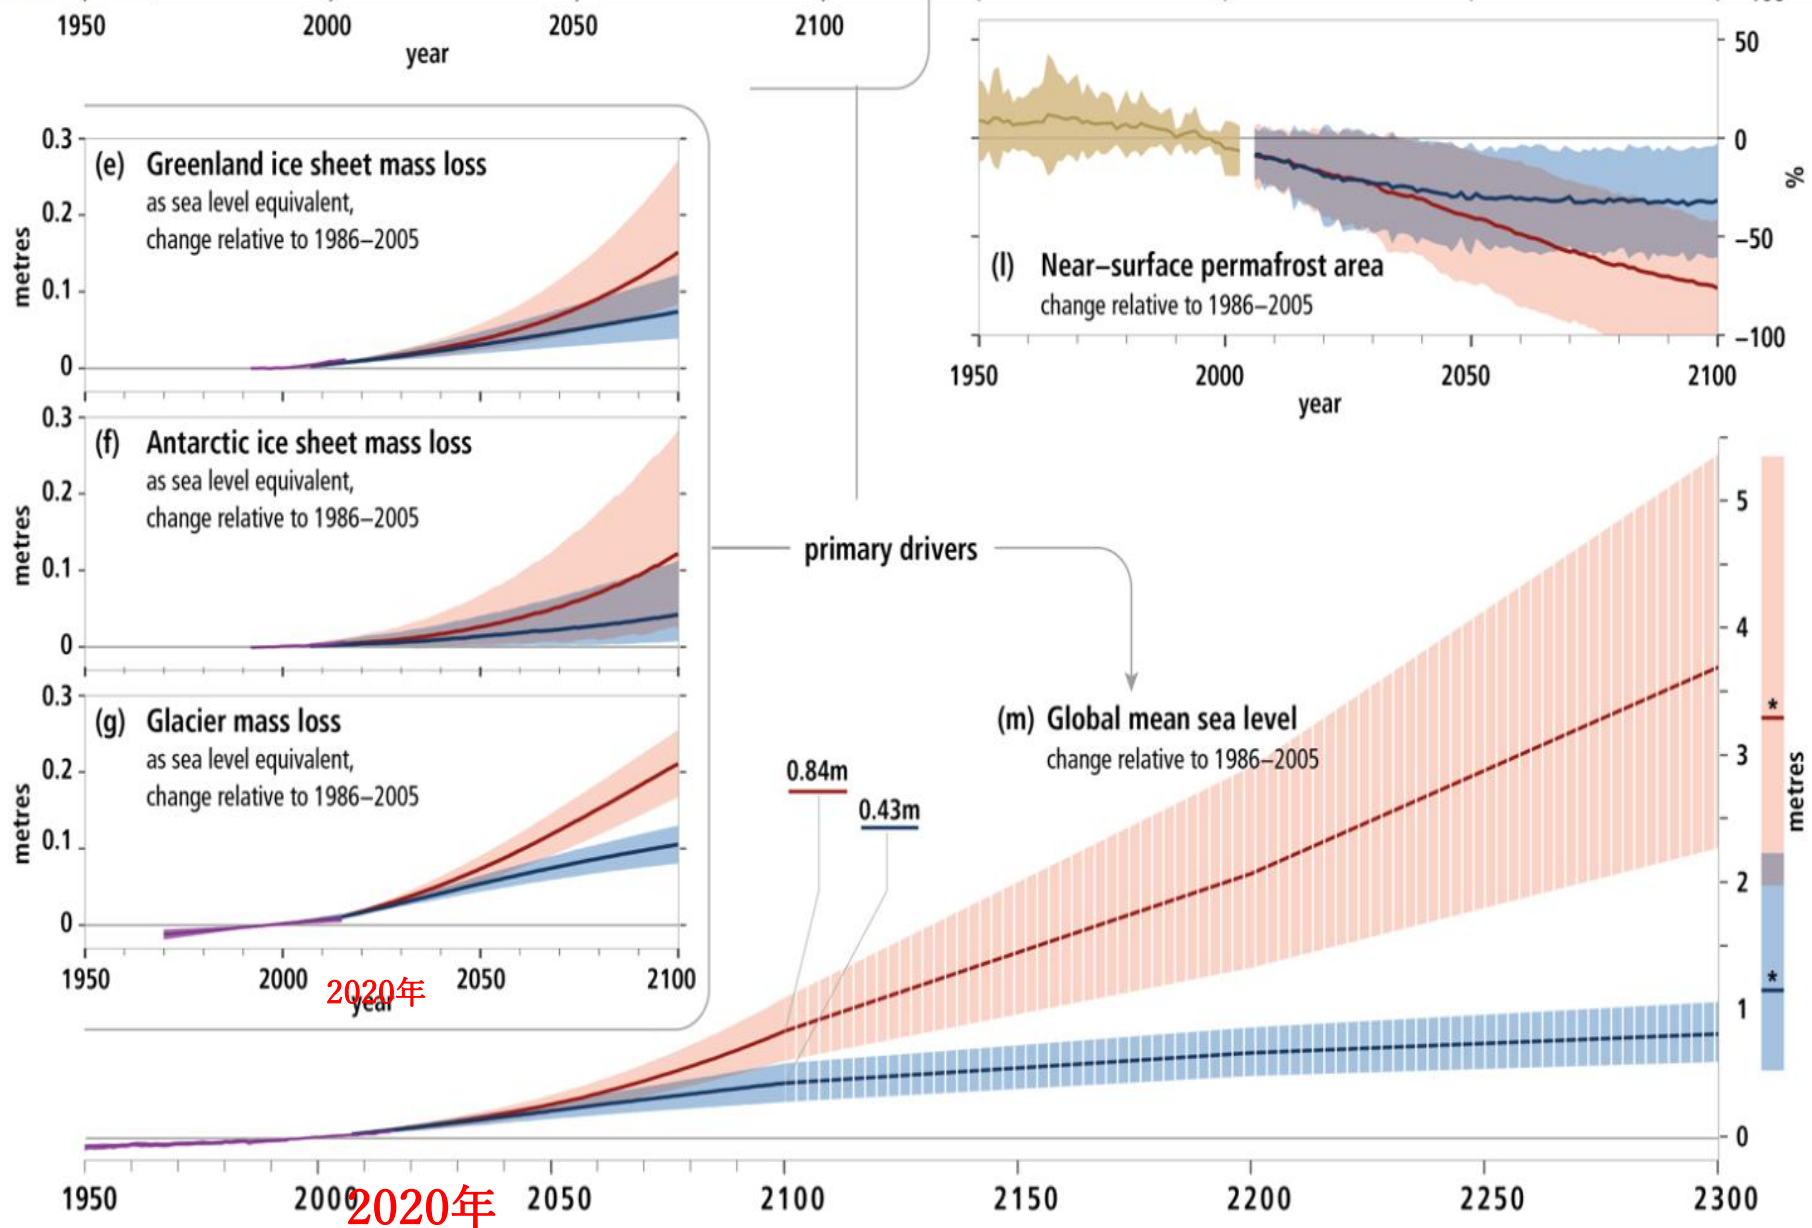 1950 2000 2050 2100
year
(e) Greenland ice sheet mass loss
as sea level equivalent,
change relative to 1986–2005
0.3
0.2
0.1
0
metres
(f) Antarctic ice sheet mass loss
as sea level equivalent,
change relative to 1986–2005
0.3
0.2
0.1
0
metres
(g) Glacier mass loss
as sea level equivalent,
change relative to 1986–2005
0.3
0.2
0.1
0
metres
1950 2000 2050 2100
2020年
year
50
0
−50
−100
%
(l) Near–surface permafrost area
change relative to 1986–2005
1950 2000 2050 2100
year
primary drivers
(m) Global mean sea level
change relative to 1986–2005
0.84m
0.43m
5
4
3
2
1
0
metres
*
*
1950 2000 2050 2100 2150 2200 2250 2300
2020年